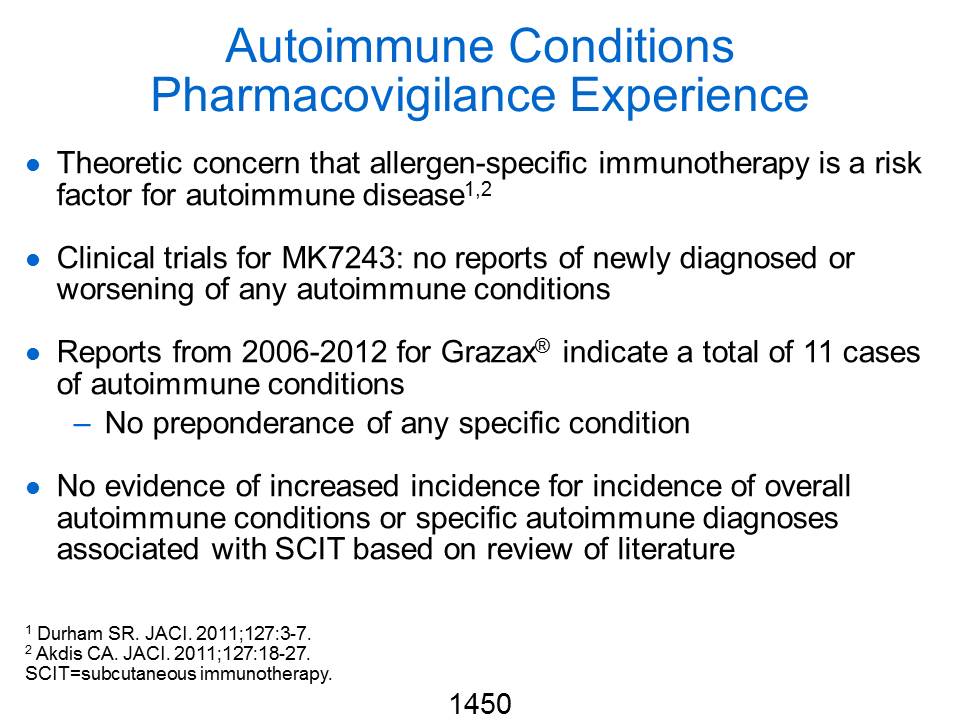 Autoimmune Conditions
Pharmacovigilance Experience
● Theoretic concern that allergen-specific immunotherapy is a risk
factor for autoimmune disease1,2
● Clinical trials for MK7243: no reports of newly diagnosed or
worsening of any autoimmune conditions
● Reports from 2006-2012 for Grazax® indicate a total of 11 cases
of autoimmune conditions
– No preponderance of any specific condition
● No evidence of increased incidence for incidence of overall
autoimmune conditions or specific autoimmune diagnoses
associated with SCIT based on review of literature
1 Durham SR. JACI. 2011;127:3-7.
2 Akdis CA. JACI. 2011;127:18-27.
SCIT=subcutaneous immunotherapy.
1450